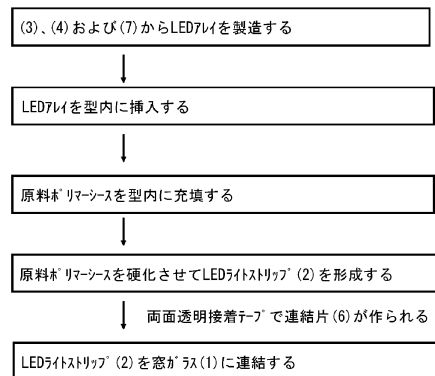 (3)、(4)および(7)からLEDｱﾚｲを製造する
LEDｱﾚｲを型内に挿入する
原料ﾎﾟﾘﾏｰシースを型内に充填する
原料ﾎﾟﾘﾏｰシースを硬化させてLEDﾗｲﾄｽﾄﾘｯﾌﾟ(2)を形成する
両面透明接着ﾃｰﾌﾟで連結片(6)が作られる
LEDﾗｲﾄｽﾄﾘｯﾌﾟ(2)を窓ｶﾞﾗｽ(1)に連結する